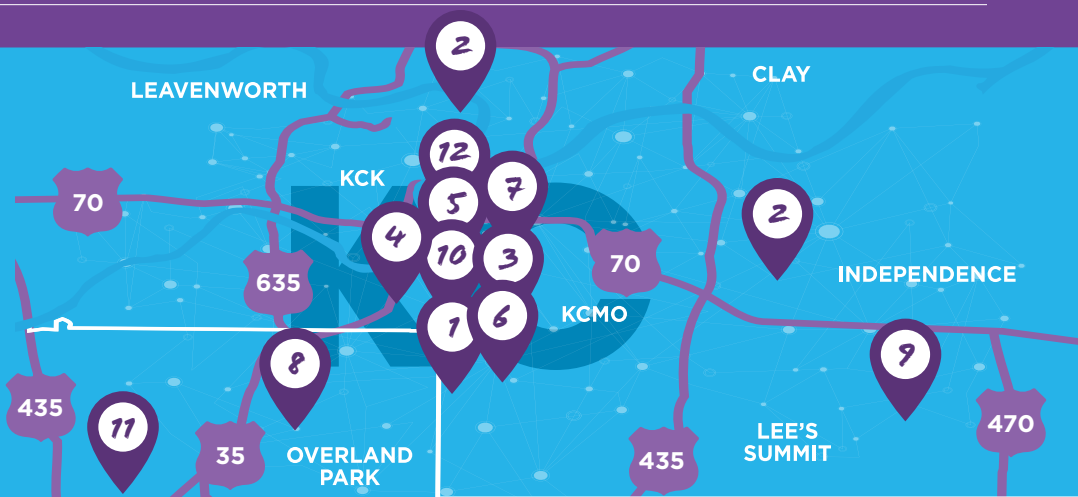 2
CLAY
LEAVENWORTH
12
KCK
7
70
5
2
4
10
3
70
INDEPENDENCE
635
KC
KCMO
1
6
8
9
435
11
470
LEE'S
SUMMIT
35
OVERLAND
PARK
435